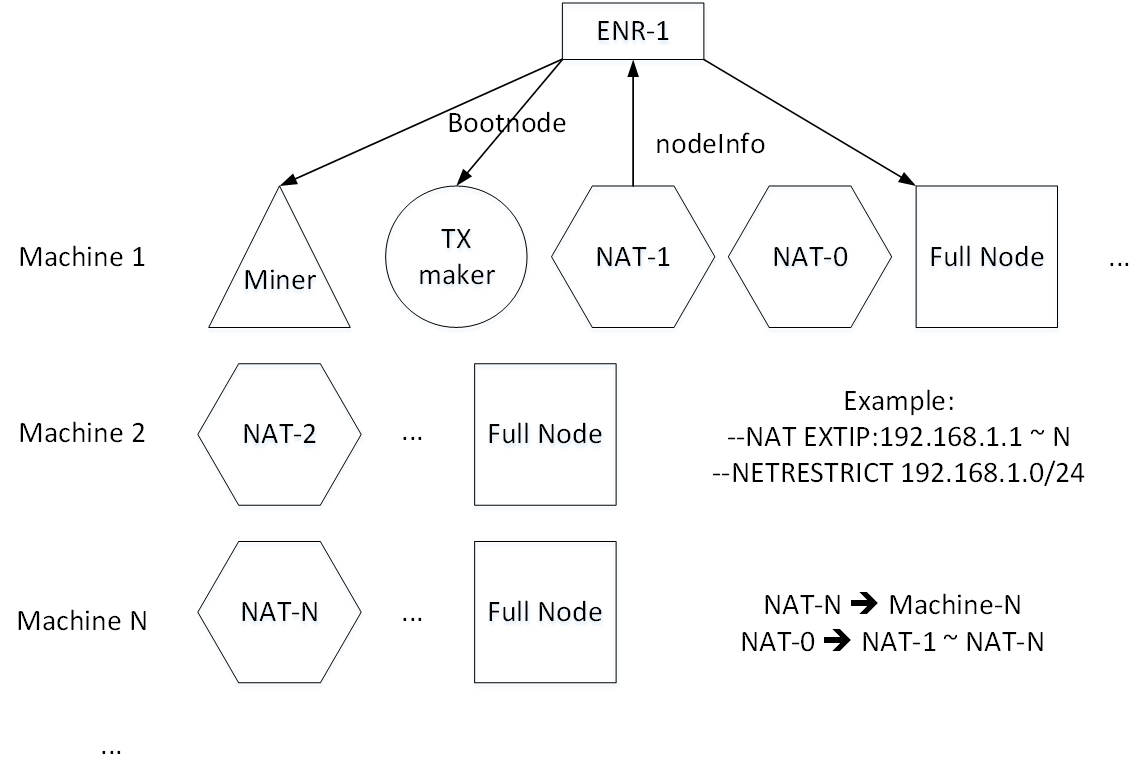 ENR-1
Bootnode
nodeInfo
Machine 1
Miner
TX
maker
NAT-1
NAT-0
Full Node
...
Machine 2
NAT-2
...
Full Node
Example:
--NAT EXTIP:192.168.1.1 ~ N
--NETRESTRICT 192.168.1.0/24
Machine N
NAT-N
...
Full Node
NAT-N ➔ Machine-N
NAT-0 ➔ NAT-1 ~ NAT-N
...